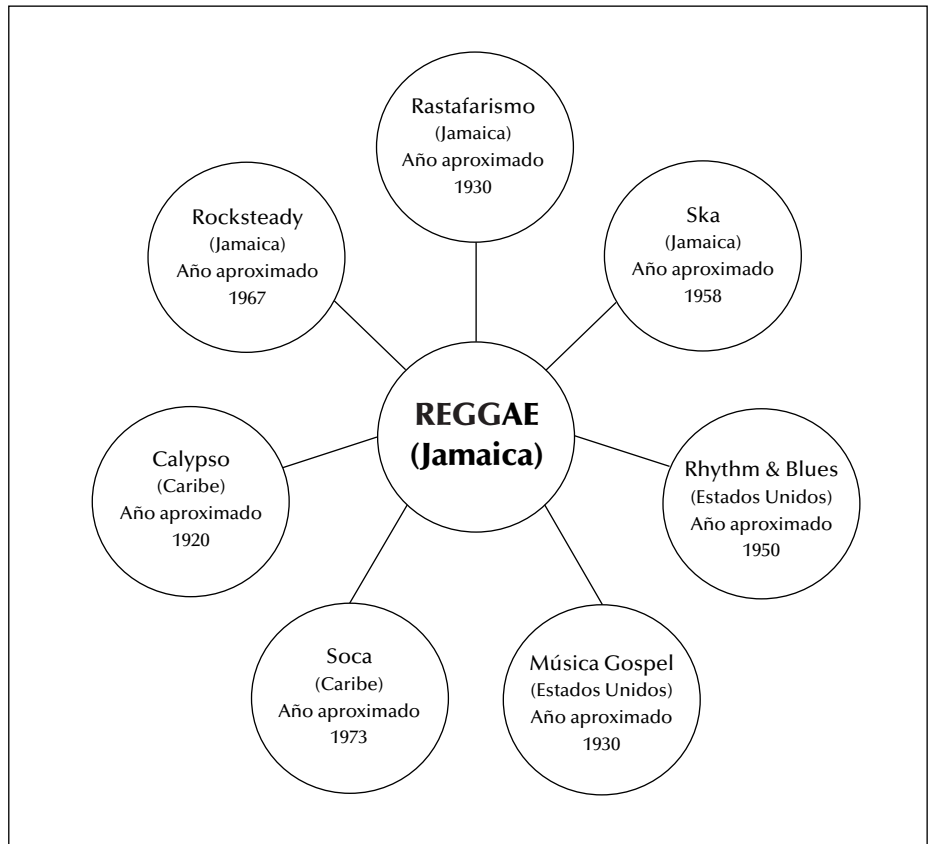 Rastafarismo
(Jamaica)
Año aproximado
1930
Rocksteady
(Jamaica)
Año aproximado
1967
Ska
(Jamaica)
Año aproximado
1958
REGGAE
(Jamaica)
Calypso
(Caribe)
Año aproximado
1920
Rhythm & Blues
(Estados Unidos)
Año aproximado
1950
Soca
(Caribe)
Año aproximado
1973
Música Gospel
(Estados Unidos)
Año aproximado
1930